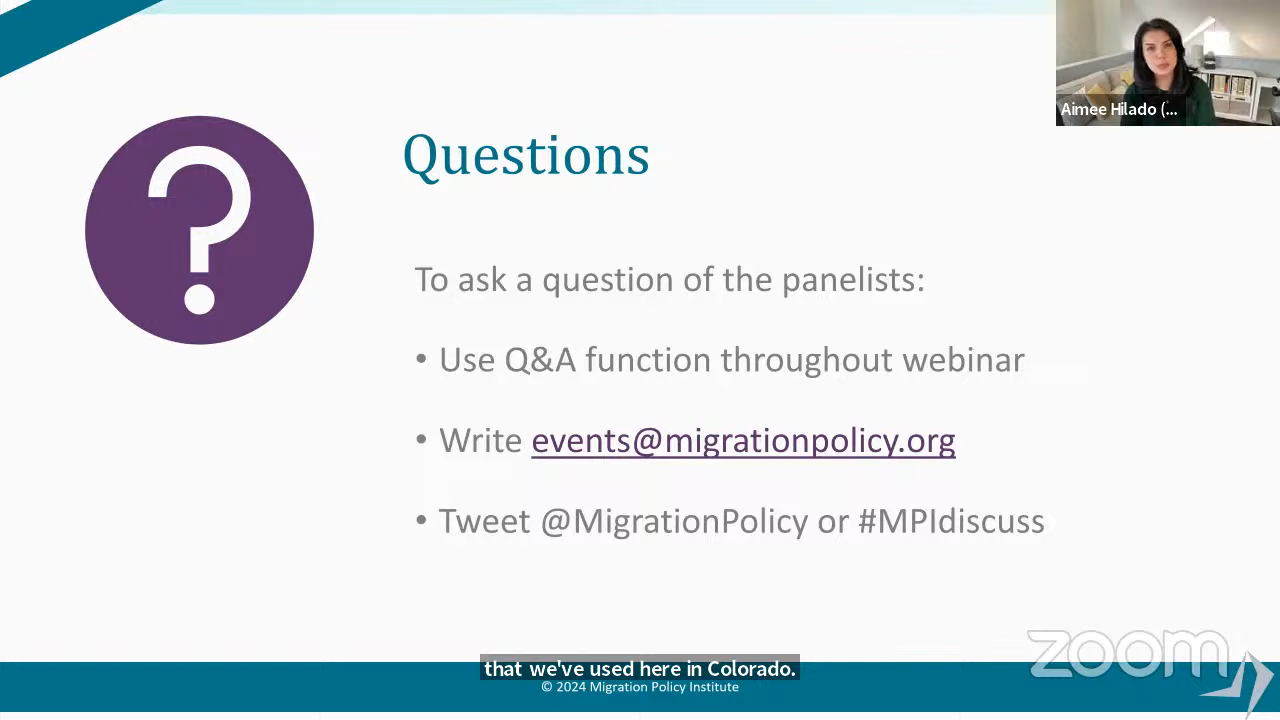 Aimee Hilado (...
?
Questions
To ask a question of the panelists:
• Use Q&A function throughout webinar
• Write events@migrationpolicy.org
• Tweet @MigrationPolicy or #MPIdiscuss
zoom
that we've used here in Colorado.
© 2024 Migration Policy Institute